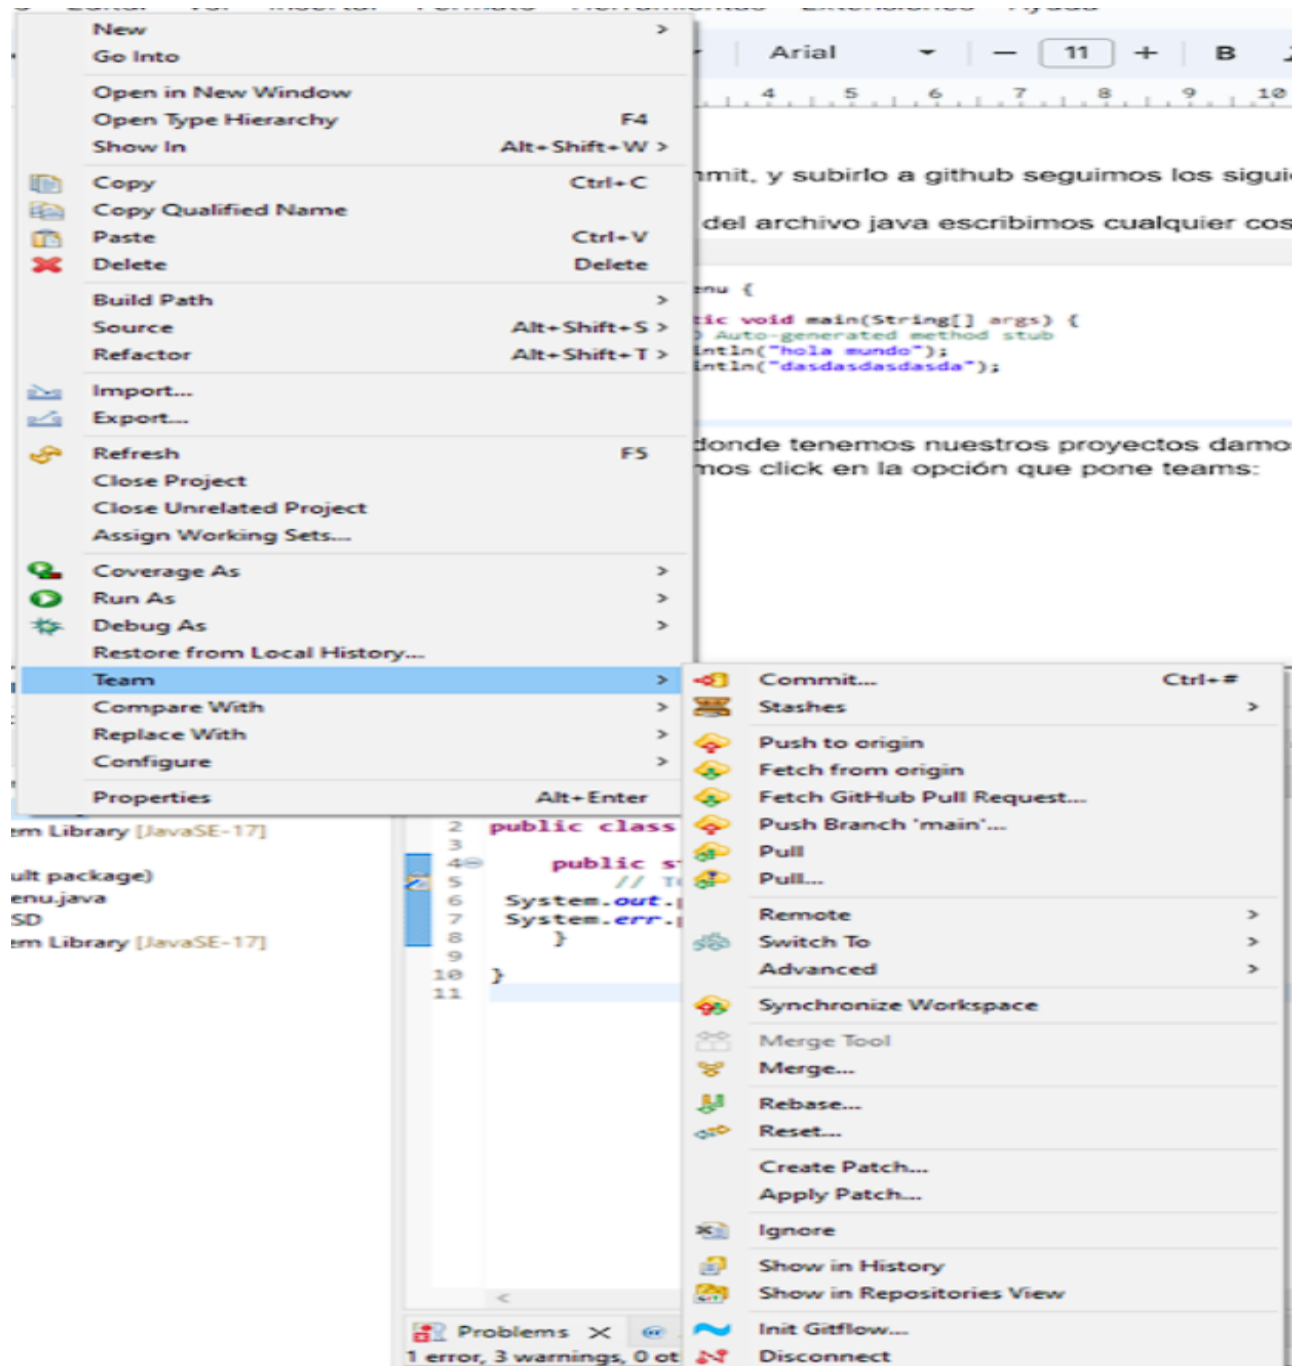 New >
Go Into
Open in New Window
Open Type Hierarchy F4
Show In Alt+Shift+W >
Copy Ctrl+C
Copy Qualified Name
Paste Ctrl+V
Delete Delete
Build Path >
Source Alt+Shift+S >
Refactor Alt+Shift+T >
Import...
Export...
Refresh F5
Close Project
Close Unrelated Project
Assign Working Sets...
Coverage As >
Run As >
Debug As >
Restore from Local History...
Team >
Compare With >
Replace With >
Configure >
Properties Alt+Enter
Arial 11 + B
4 5 6 7 8 9 10
mmit, y subirlo a github seguimos los sigui
del archivo java escribimos cualquier cos
enu {
tic void main(String[] args) {
Auto-generated method stub
intln("hola mundo");
intln("dasdasdasdasda");
donde tenemos nuestros proyectos damo
mos click en la opción que pone teams:
Commit... Ctrl+#
Stashes >
Push to origin
Fetch from origin
Fetch GitHub Pull Request...
Push Branch 'main'...
Pull
Pull...
Remote >
Switch To >
Advanced >
Synchronize Workspace
Merge Tool
Merge...
Rebase...
Reset...
Create Patch...
Apply Patch...
Ignore
Show in History
Show in Repositories View
Init Gitflow...
Disconnect
em Library [JavaSE-17]
ult package)
enu.java
SD
em Library [JavaSE-17]
2 public class
3
4 public st
5 // TO
6 System.out.p
7 System.err.p
8 }
9
10 }
11
Problems
1 error, 3 warnings, 0 ot